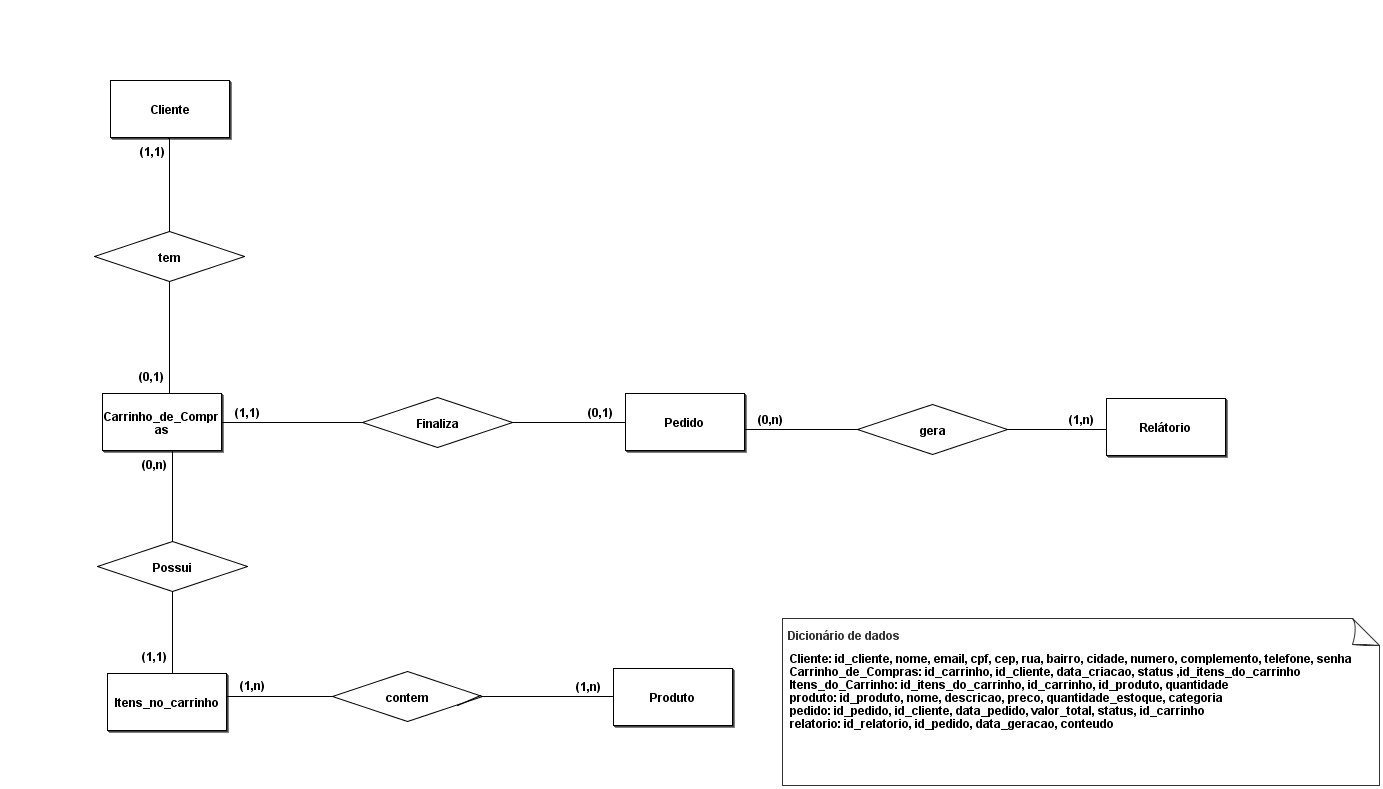 Cliente
(1,1)
tem
(0,1)
Carrinho_de_Compr
as
(1,1)
Finaliza
(0,1)
Pedido
(0,n)
gera
(1,n)
Relátorio
(0,n)
Possui
(1,1)
Itens_no_carrinho
(1,n)
contem
(1,n)
Produto
Dicionário de dados
Cliente: id_cliente, nome, email, cpf, cep, rua, bairro, cidade, numero, complemento, telefone, senha
Carrinho_de_Compras: id_carrinho, id_cliente, data_criacao, status ,id_itens_do_carrinho
Itens_do_Carrinho: id_itens_do_carrinho, id_carrinho, id_produto, quantidade
produto: id_produto, nome, descricao, preco, quantidade_estoque, categoria
pedido: id_pedido, id_cliente, data_pedido, valor_total, status, id_carrinho
relatorio: id_relatorio, id_pedido, data_geracao, conteudo